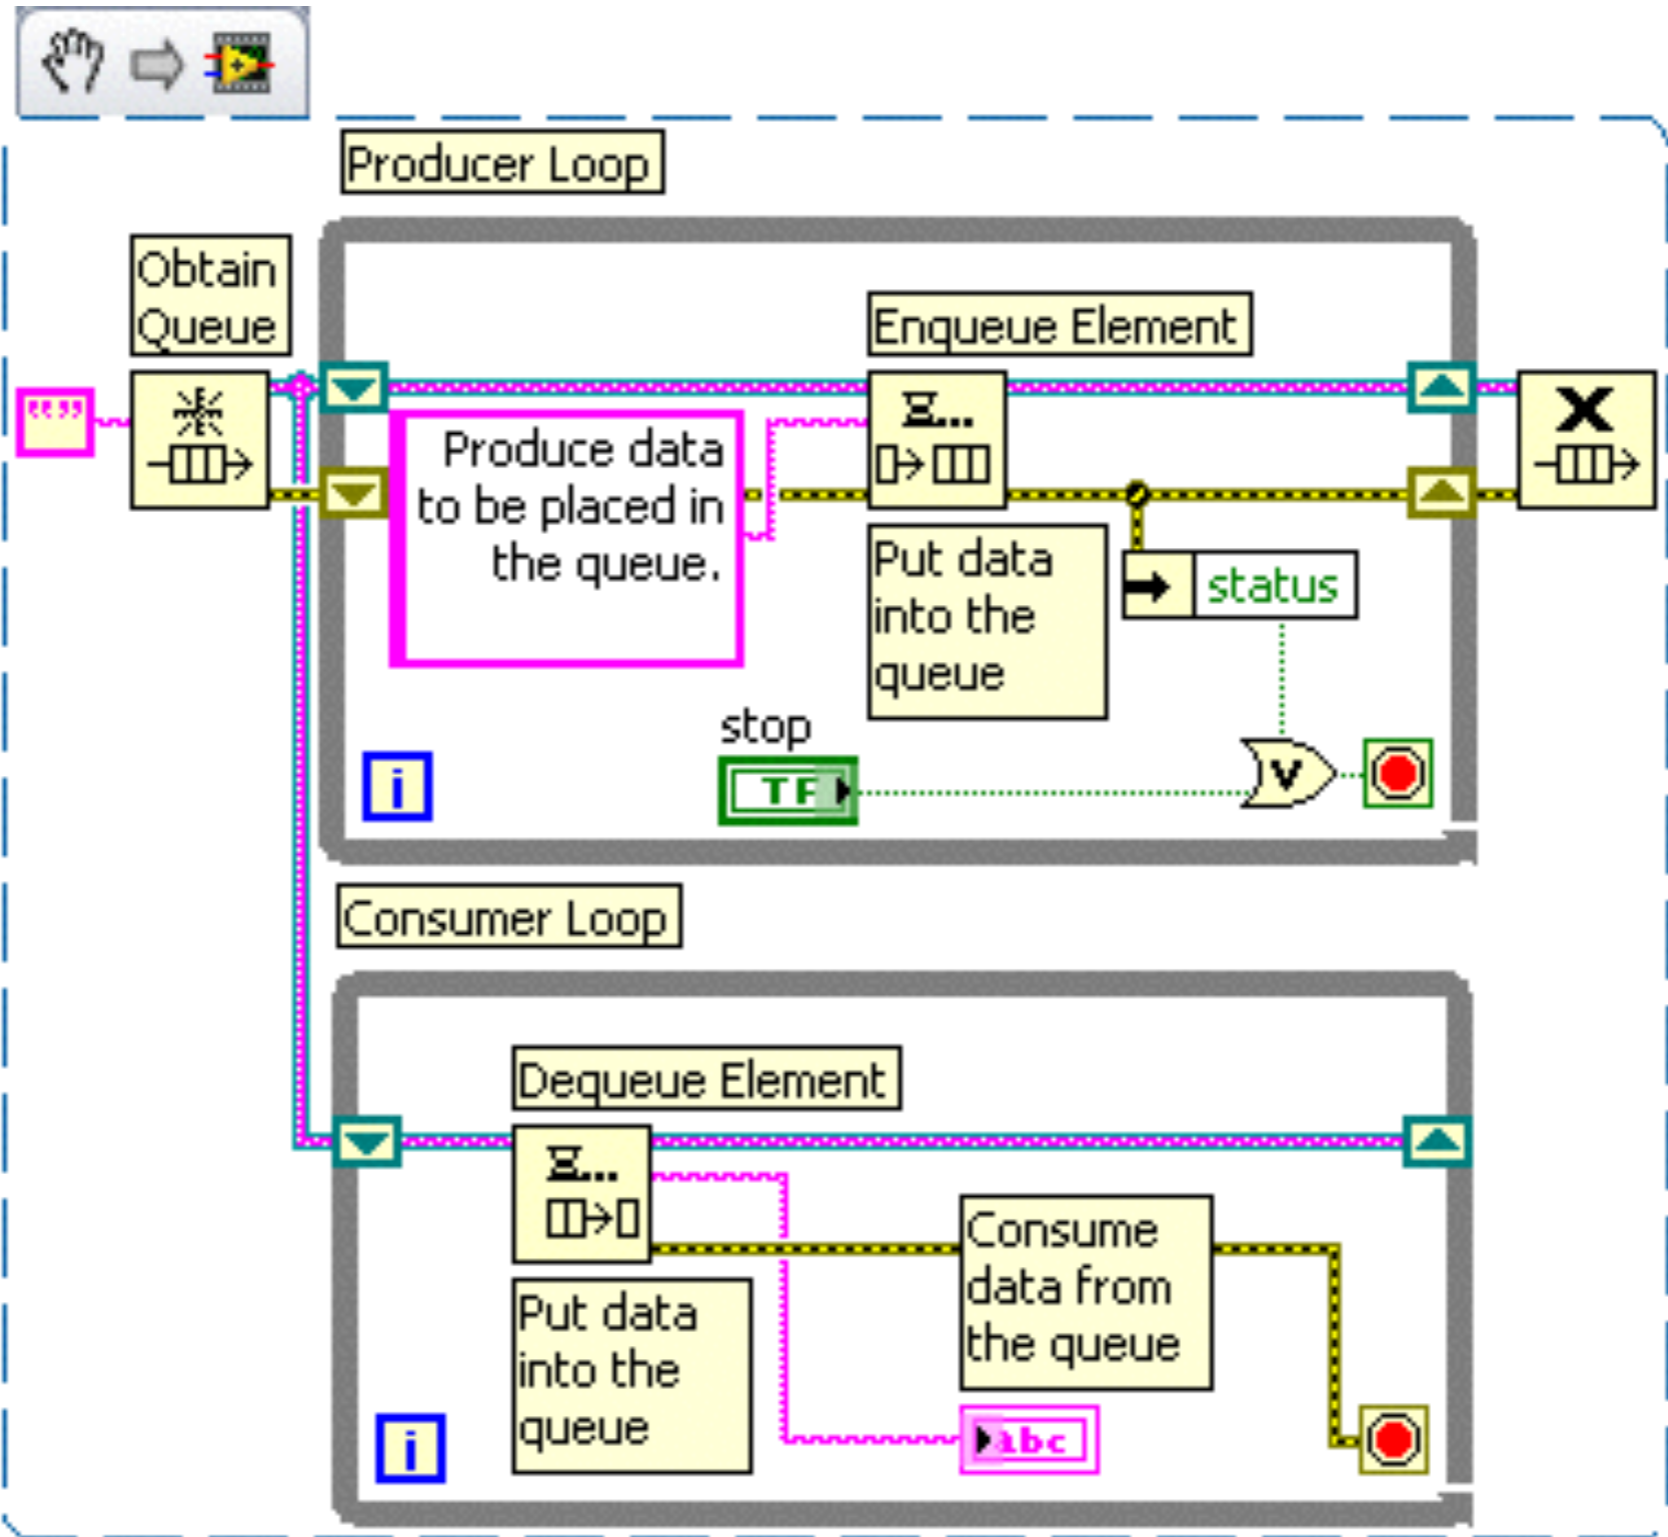 Producer Loop
Obtain
Queue
Enqueue Element
""
Produce data
to be placed in
the queue.
Put data
into the
queue
status
stop
TF
V
i
Consumer Loop
Dequeue Element
Put data
into the
queue
Consume
data from
the queue
abc
i